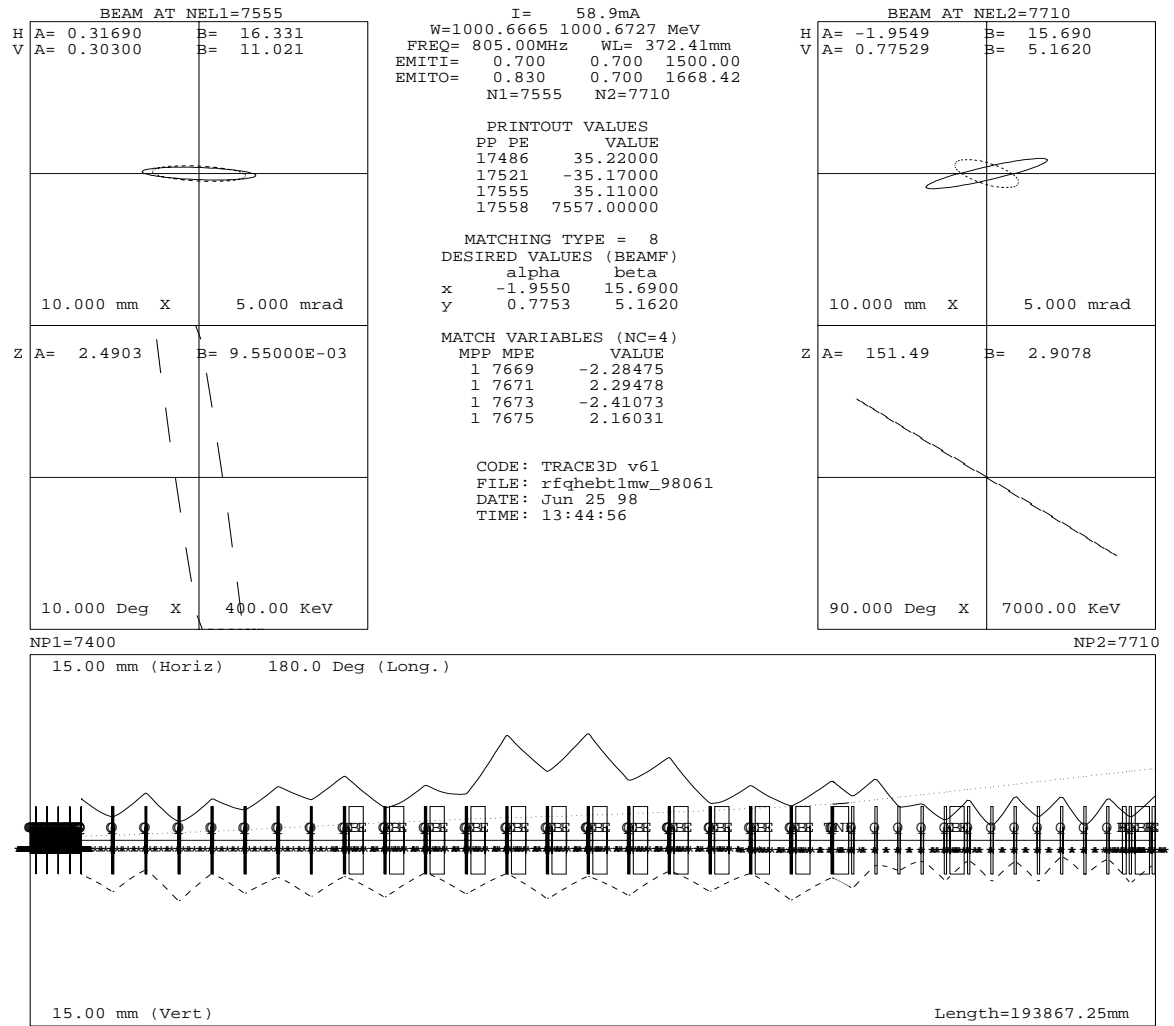 BEAM AT NEL1=7555
H A= 0.31690 B= 16.331
V A= 0.30300 B= 11.021
10.000 mm X 5.000 mrad
Z A= 2.4903 B= 9.55000E-03
10.000 Deg X 400.00 KeV
NP1=7400
I= 58.9mA
W=1000.6665 1000.6727 MeV
FREQ= 805.00MHz WL= 372.41mm
EMITI= 0.700 0.700 1500.00
EMITO= 0.830 0.700 1668.42
N1=7555 N2=7710
PRINTOUT VALUES
PP PE VALUE
17486 35.22000
17521 -35.17000
17555 35.11000
17558 7557.00000
MATCHING TYPE = 8
DESIRED VALUES (BEAMF)
alpha beta
x -1.9550 15.6900
y 0.7753 5.1620
MATCH VARIABLES (NC=4)
MPP MPE VALUE
1 7669 -2.28475
1 7671 2.29478
1 7673 -2.41073
1 7675 2.16031
CODE: TRACE3D v61
FILE: rfqhebt1mw_98061
DATE: Jun 25 98
TIME: 13:44:56
BEAM AT NEL2=7710
H A= -1.9549 B= 15.690
V A= 0.77529 B= 5.1620
10.000 mm X 5.000 mrad
Z A= 151.49 B= 2.9078
90.000 Deg X 7000.00 KeV
NP2=7710
15.00 mm (Horiz) 180.0 Deg (Long.)
15.00 mm (Vert) Length=193867.25mm